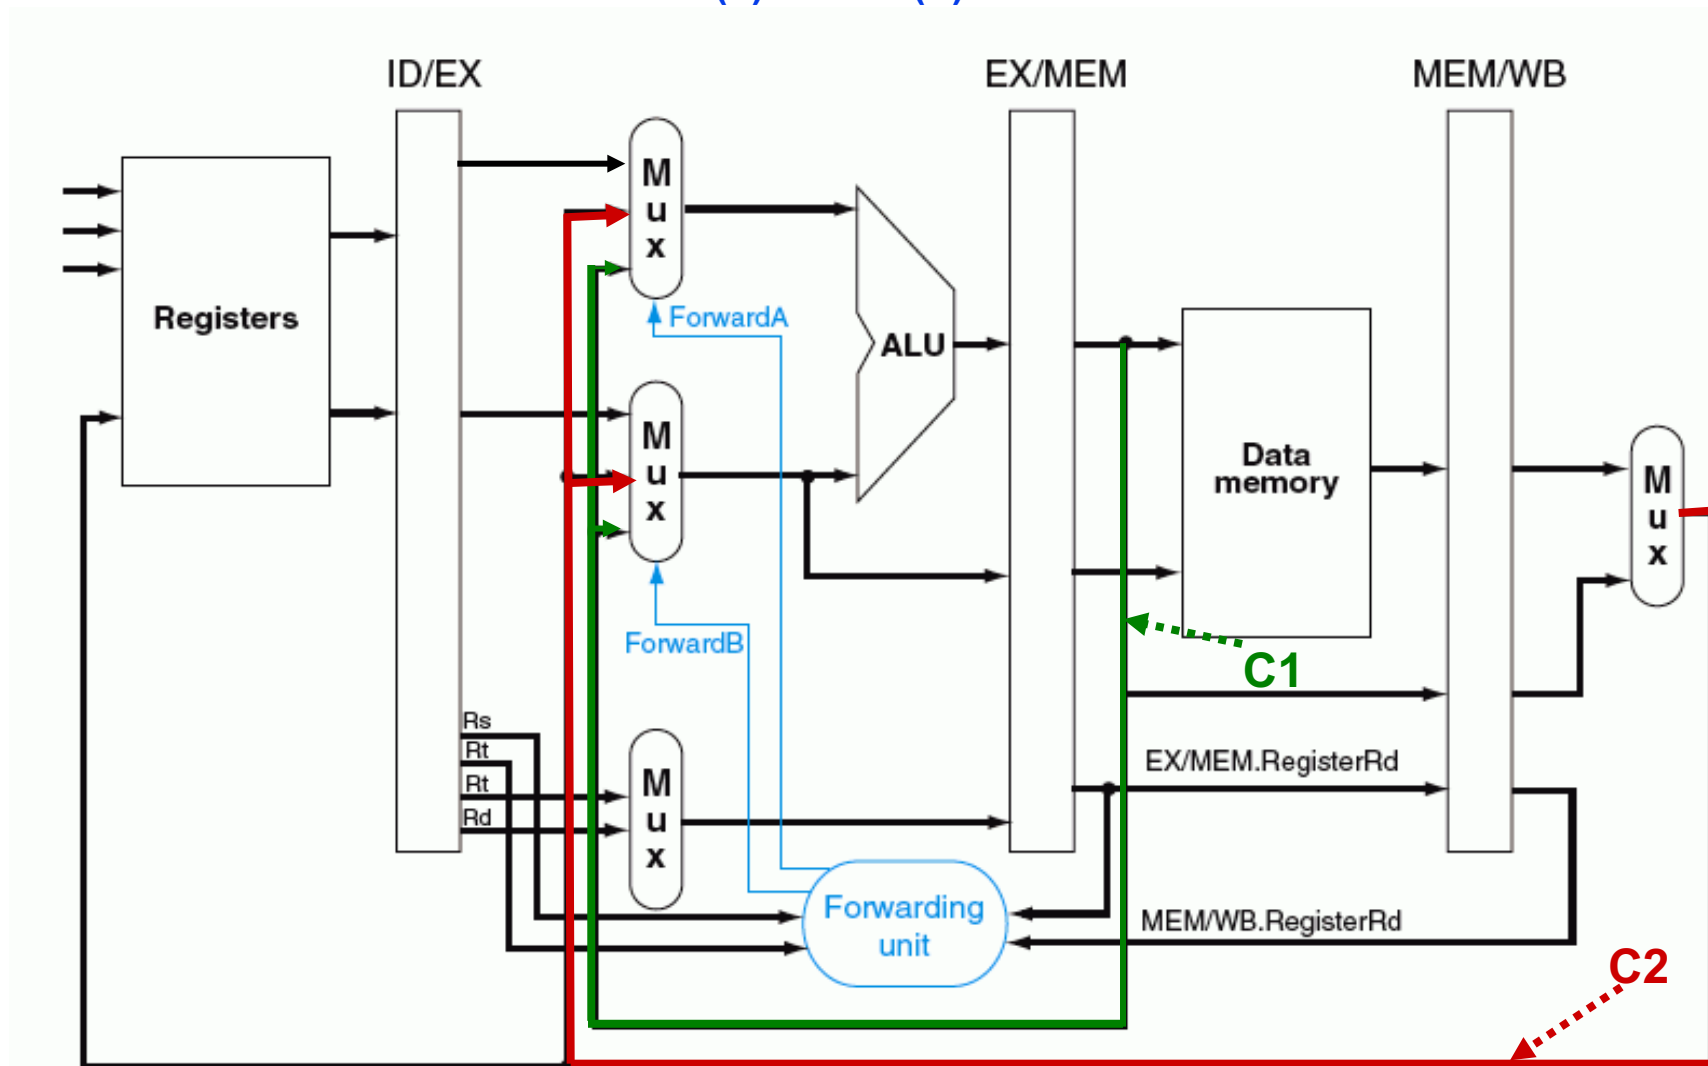 ID/EX
EX/MEM
MEM/WB
M
u
x
Registers
ForwardA
ALU
M
u
x
Data
memory
M
u
x
ForwardB
C1
Rs
Rt
Rt
Rd
M
u
x
EX/MEM.RegisterRd
Forwarding
unit
MEM/WB.RegisterRd
C2